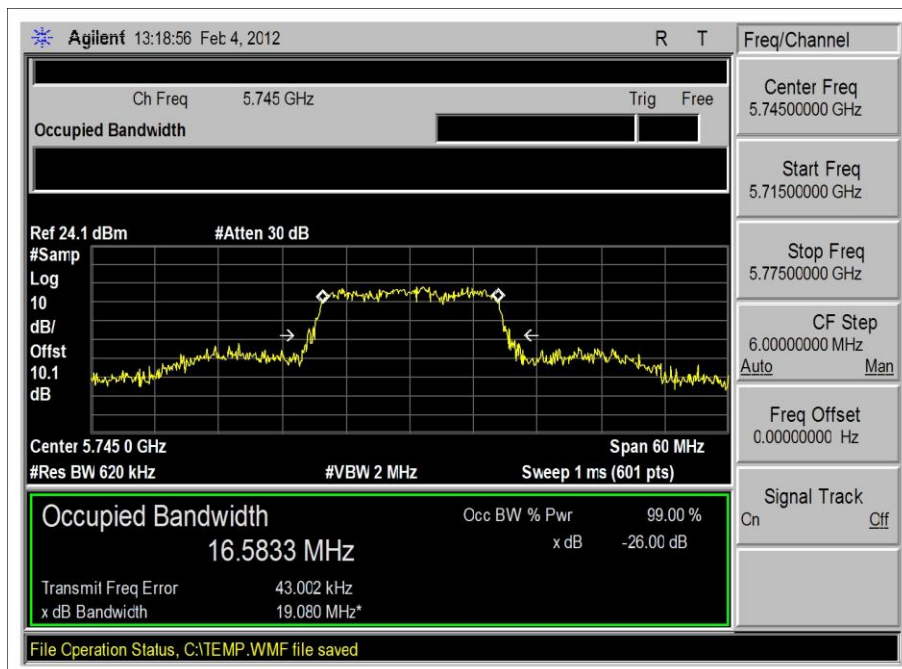 Agilent 13:18:56 Feb 4, 2012 R T
Freq/Channel
Ch Freq 5.745 GHz Trig Free
Occupied Bandwidth
Center Freq
5.74500000 GHz
Start Freq
5.71500000 GHz
Stop Freq
5.77500000 GHz
CF Step
6.00000000 MHz
Auto Man
Freq Offset
0.00000000 Hz
Signal Track
On Off
Ref 24.1 dBm #Atten 30 dB
#Samp
Log
10
dB/
Offst
10.1
dB
Center 5.745 0 GHz Span 60 MHz
#Res BW 620 kHz #VBW 2 MHz Sweep 1 ms (601 pts)
Occupied Bandwidth
16.5833 MHz
Occ BW % Pwr 99.00 %
x dB -26.00 dB
Transmit Freq Error 43.002 kHz
x dB Bandwidth 19.080 MHz*
File Operation Status, C:\TEMP.WMF file saved